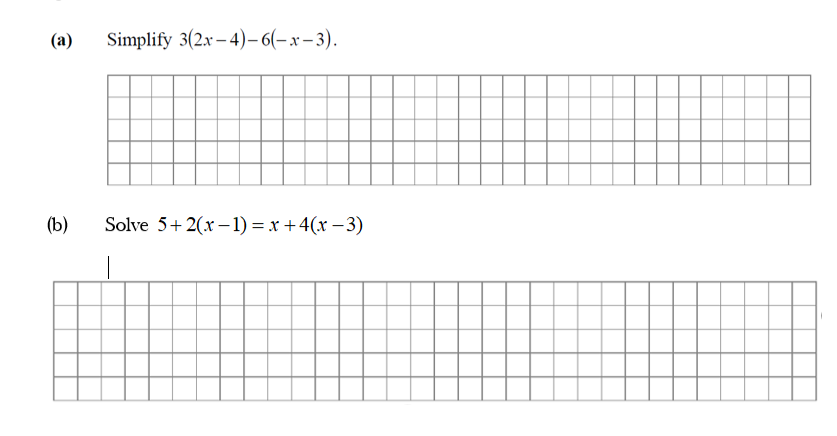 (a) Simplify 3(2x – 4) – 6(– x – 3).
(b) Solve 5 + 2(x – 1) = x + 4(x – 3)